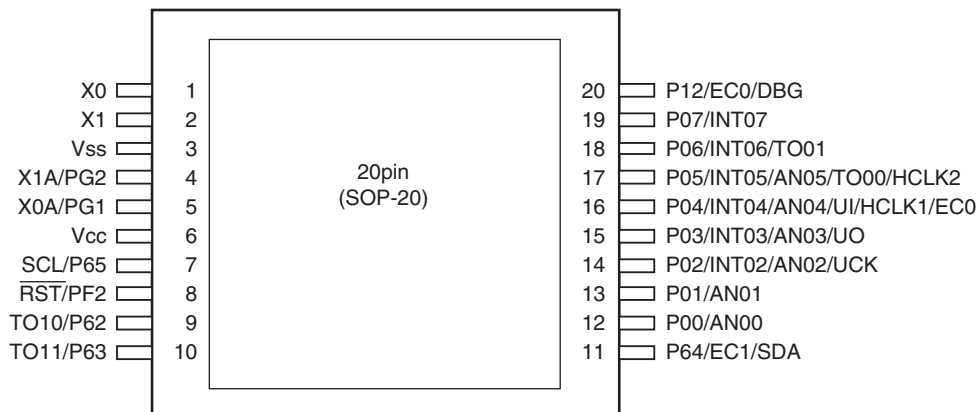 X0 1 20 P12/EC0/DBG
X1 2 19 P07/INT07
Vss 3 18 P06/INT06/TO01
X1A/PG2 4 17 P05/INT05/AN05/TO00/HCLK2
X0A/PG1 5 16 P04/INT04/AN04/UI/HCLK1/EC0
Vcc 6 15 P03/INT03/AN03/UO
SCL/P65 7 14 P02/INT02/AN02/UCK
RST/PF2 8 13 P01/AN01
TO10/P62 9 12 P00/AN00
TO11/P63 10 11 P64/EC1/SDA
20pin
(SOP-20)